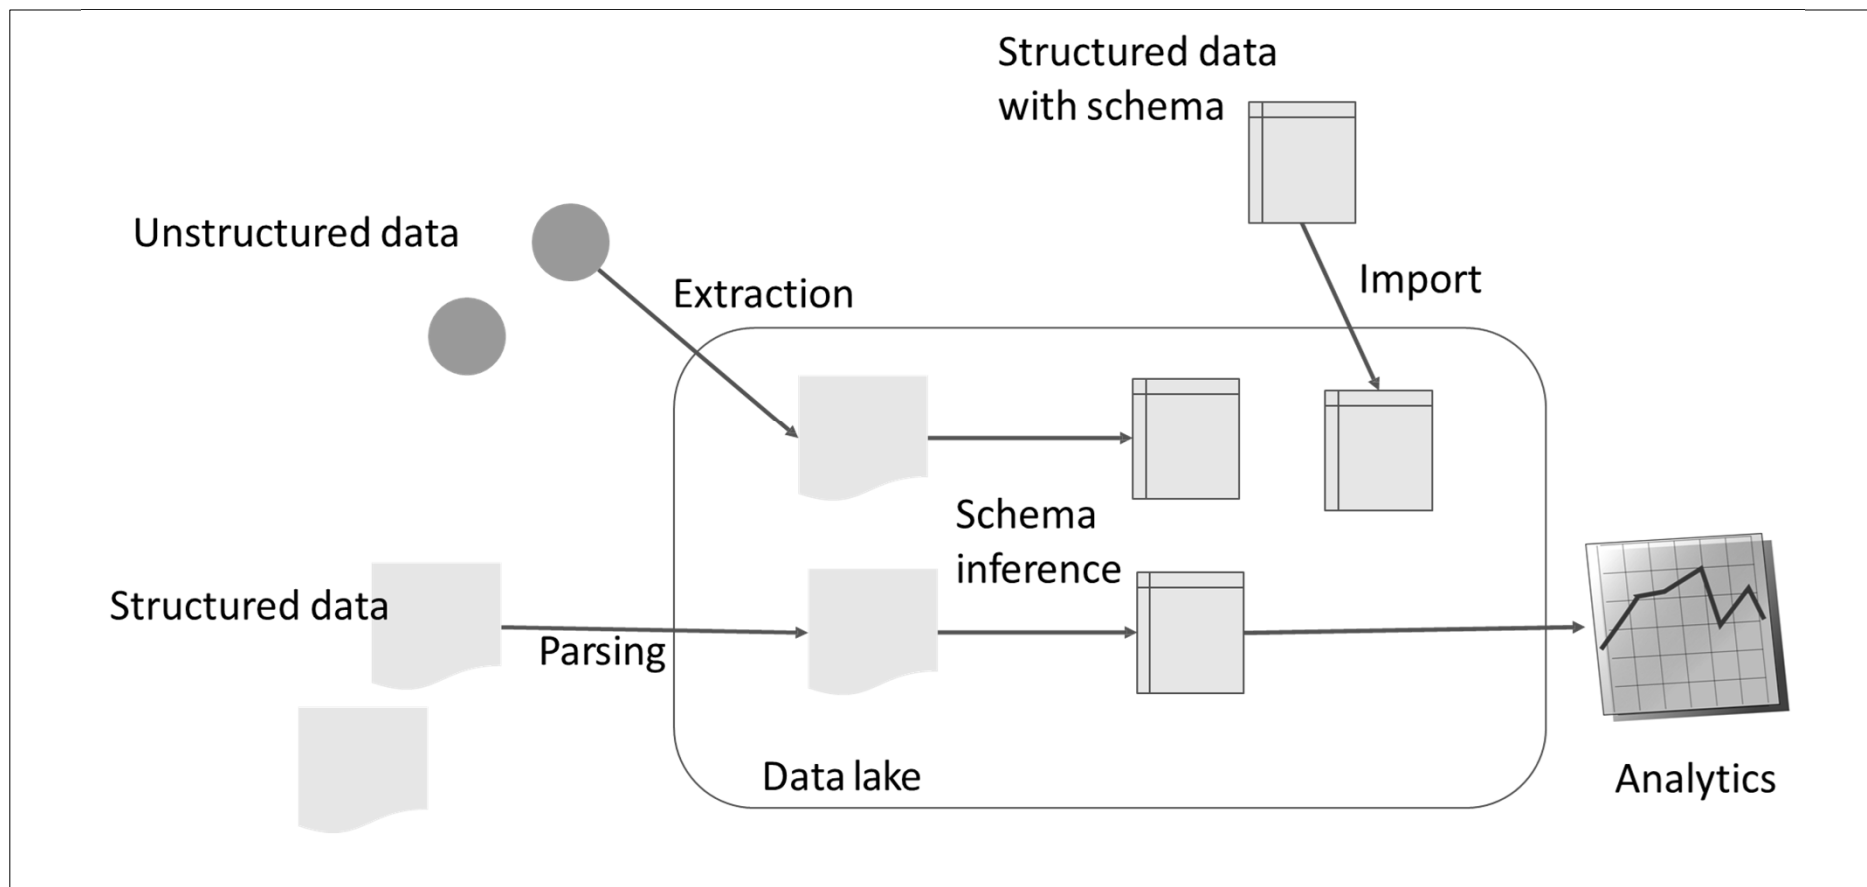 Structured data
with schema
Unstructured data
Extraction
Import
Schema
inference
Structured data
Parsing
Data lake
Analytics